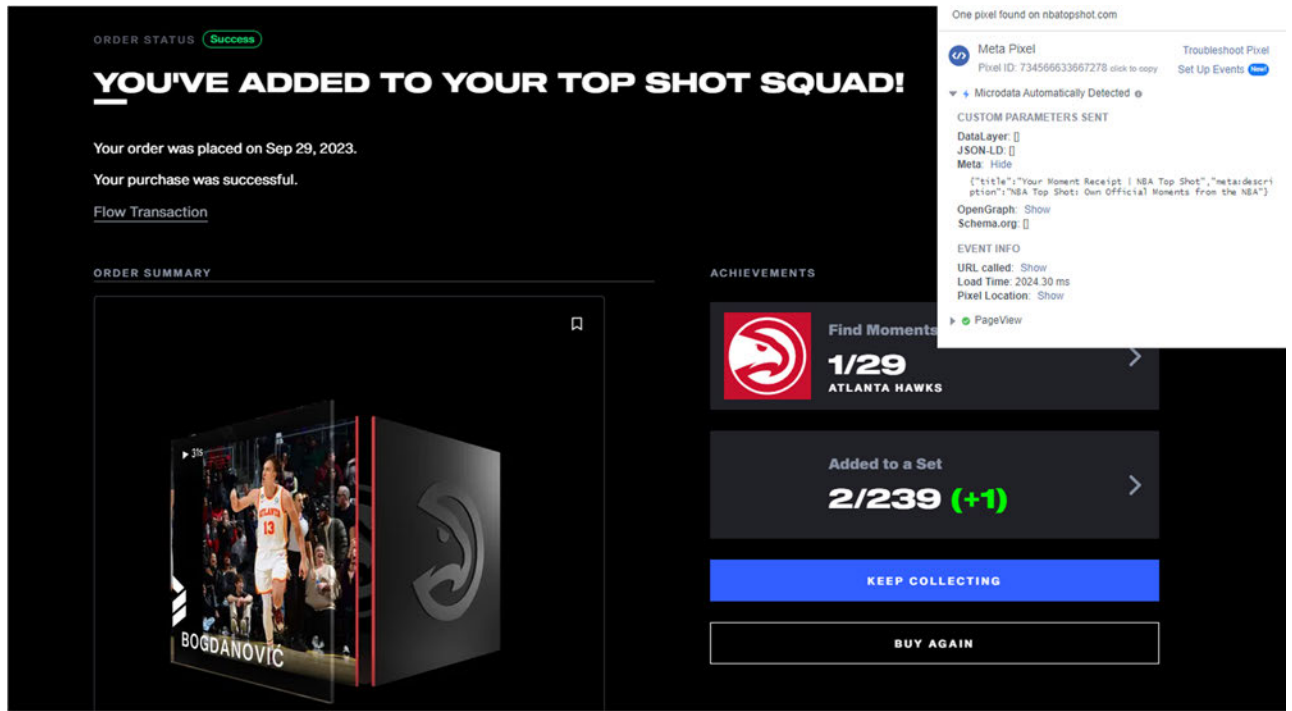 ORDER STATUS Success
YOU'VE ADDED TO YOUR TOP SHOT SQUAD!
Your order was placed on Sep 29, 2023.
Your purchase was successful.
Flow Transaction
ORDER SUMMARY
31s
ATLANTA
13
BOGDANOVIĆ
ACHIEVEMENTS
Find Moments
1/29
ATLANTA HAWKS
Added to a Set
2/239 (+1)
KEEP COLLECTING
BUY AGAIN
One pixel found on nbatopshot.com
Meta Pixel Troubleshoot Pixel
Pixel ID: 734566633667278 click to copy Set Up Events New!
Microdata Automatically Detected
CUSTOM PARAMETERS SENT
DataLayer: []
JSON-LD: []
Meta: Hide
{"title":"Your Moment Receipt | NBA Top Shot","meta:descri
ption":"NBA Top Shot: Own Official Moments from the NBA"}
OpenGraph: Show
Schema.org: []
EVENT INFO
URL called: Show
Load Time: 2024.30 ms
Pixel Location: Show
PageView